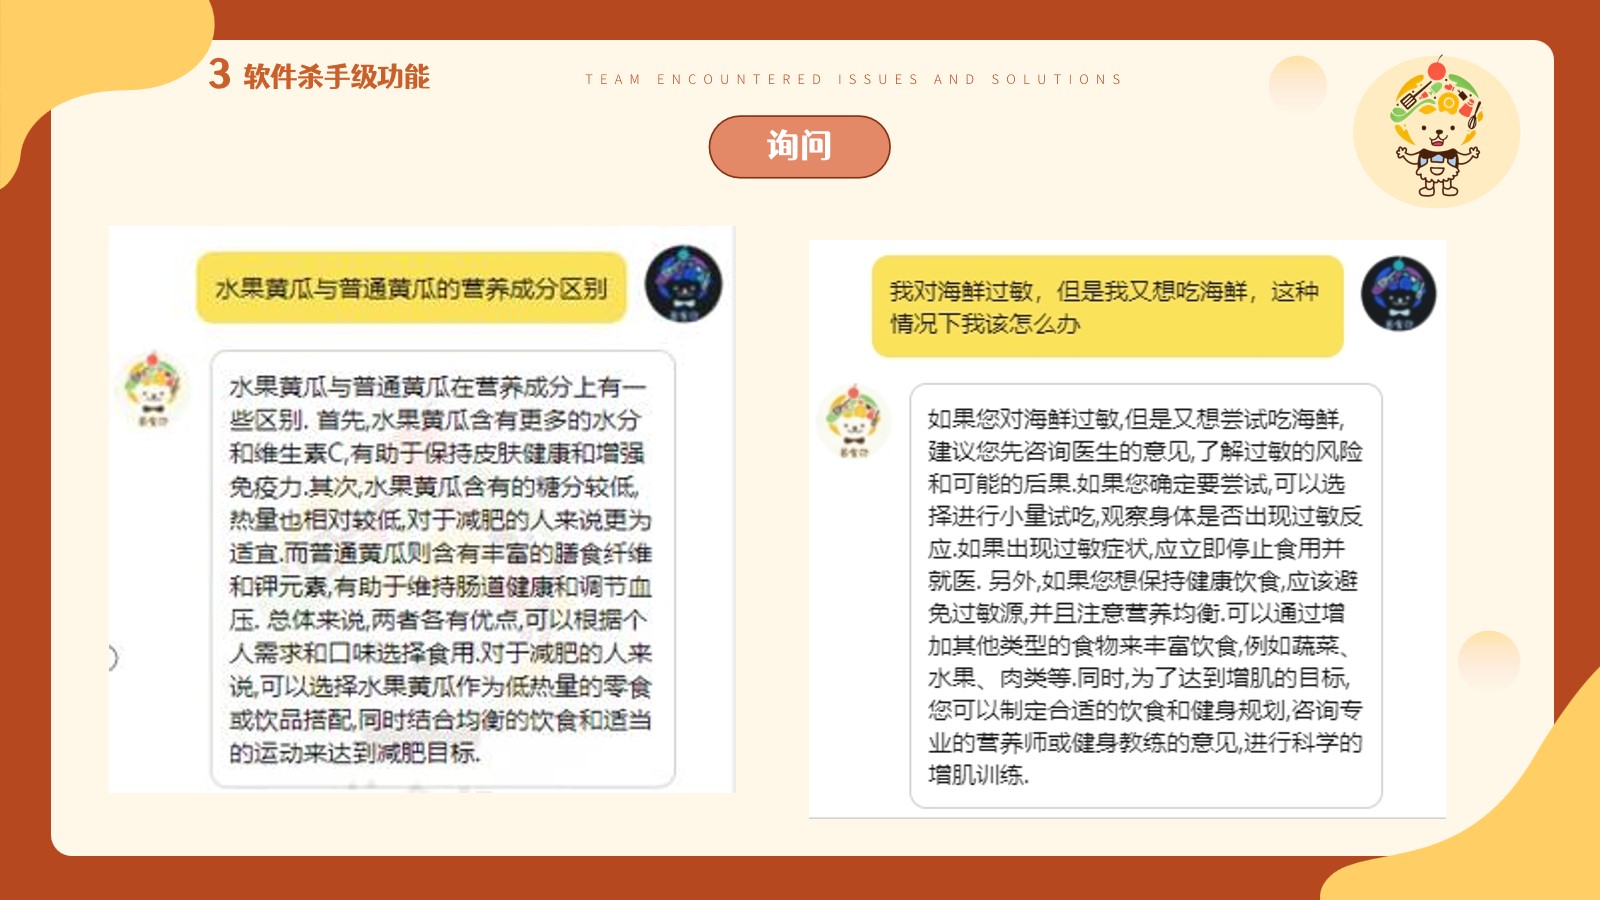 3 软件杀手级功能
TEAM ENCOUNTERED ISSUES AND SOLUTIONS
询问
水果黄瓜与普通黄瓜的营养成分区别
水果黄瓜与普通黄瓜在营养成分上有一
些区别. 首先,水果黄瓜含有更多的水分
和维生素C,有助于保持皮肤健康和增强
免疫力.其次,水果黄瓜含有的糖分较低,
热量也相对较低,对于减肥的人来说更为
适宜.而普通黄瓜则含有丰富的膳食纤维
和钾元素,有助于维持肠道健康和调节血
压. 总体来说,两者各有优点,可以根据个
人需求和口味选择食用.对于减肥的人来
说,可以选择水果黄瓜作为低热量的零食
或饮品搭配,同时结合均衡的饮食和适当
的运动来达到减肥目标.
我对海鲜过敏，但是我又想吃海鲜，这种
情况下我该怎么办
如果您对海鲜过敏,但是又想尝试吃海鲜,
建议您先咨询医生的意见,了解过敏的风险
和可能的后果.如果您确定要尝试,可以选
择进行小量试吃,观察身体是否出现过敏反
应.如果出现过敏症状,应立即停止食用并
就医. 另外,如果您想保持健康饮食,应该避
免过敏源,并且注意营养均衡.可以通过增
加其他类型的食物来丰富饮食,例如蔬菜、
水果、肉类等.同时,为了达到增肌的目标,
您可以制定合适的饮食和健身规划,咨询专
业的营养师或健身教练的意见,进行科学的
增肌训练.